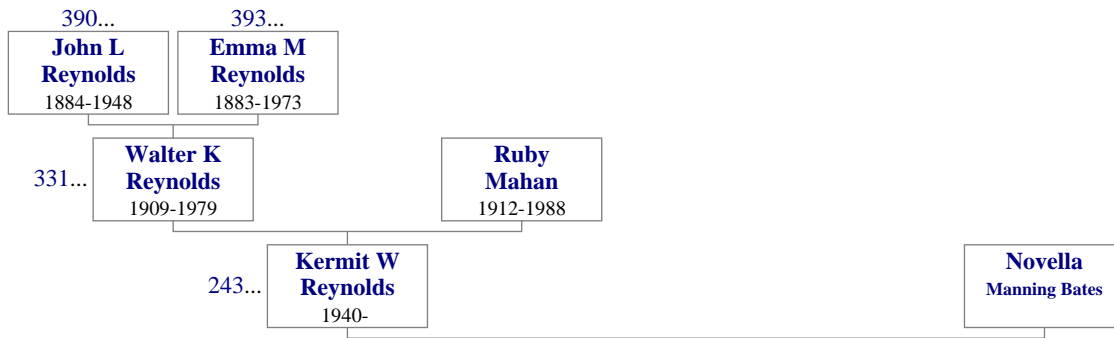 390...
393...
John L
Reynolds
1884-1948
Emma M
Reynolds
1883-1973
331...
Walter K
Reynolds
1909-1979
Ruby
Mahan
1912-1988
243...
Kermit W
Reynolds
1940-
Novella
Manning Bates